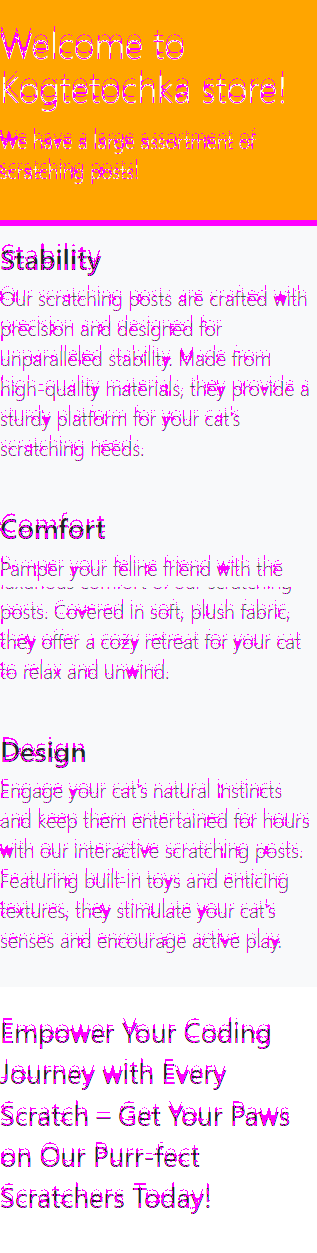 Welcome to
Kogtetochka store!
We have a large assortment of
scratching posts!
Stability
Our scratching posts are crafted with
precision and designed for
unparalleled stability. Made from
high-quality materials, they provide a
sturdy platform for your cat's
scratching needs.
Comfort
Pamper your feline friend with the
luxurious comfort of our scratching
posts. Covered in soft, plush fabric,
they offer a cozy retreat for your cat
to relax and unwind.
Design
Engage your cat's natural instincts
and keep them entertained for hours
with our interactive scratching posts.
Featuring built-in toys and enticing
textures, they stimulate your cat's
senses and encourage active play.
Empower Your Coding
Journey with Every
Scratch – Get Your Paws
on Our Purr-fect
Scratchers Today!